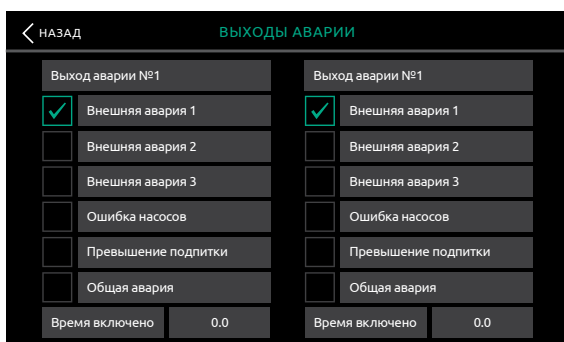 НАЗАД
ВЫХОДЫ АВАРИИ
Выход аварии №1
Внешняя авария 1
Внешняя авария 2
Внешняя авария 3
Ошибка насосов
Превышение подпитки
Общая авария
Время включено 0.0
Выход аварии №1
Внешняя авария 1
Внешняя авария 2
Внешняя авария 3
Ошибка насосов
Превышение подпитки
Общая авария
Время включено 0.0